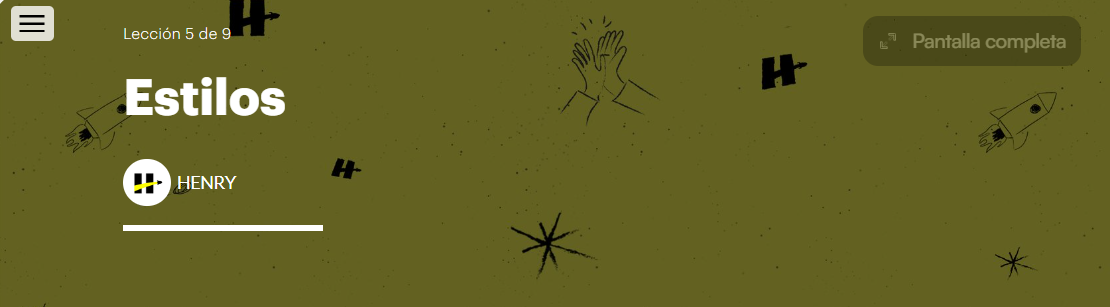 Lección 5 de 9
Pantalla completa
Estilos
HENRY